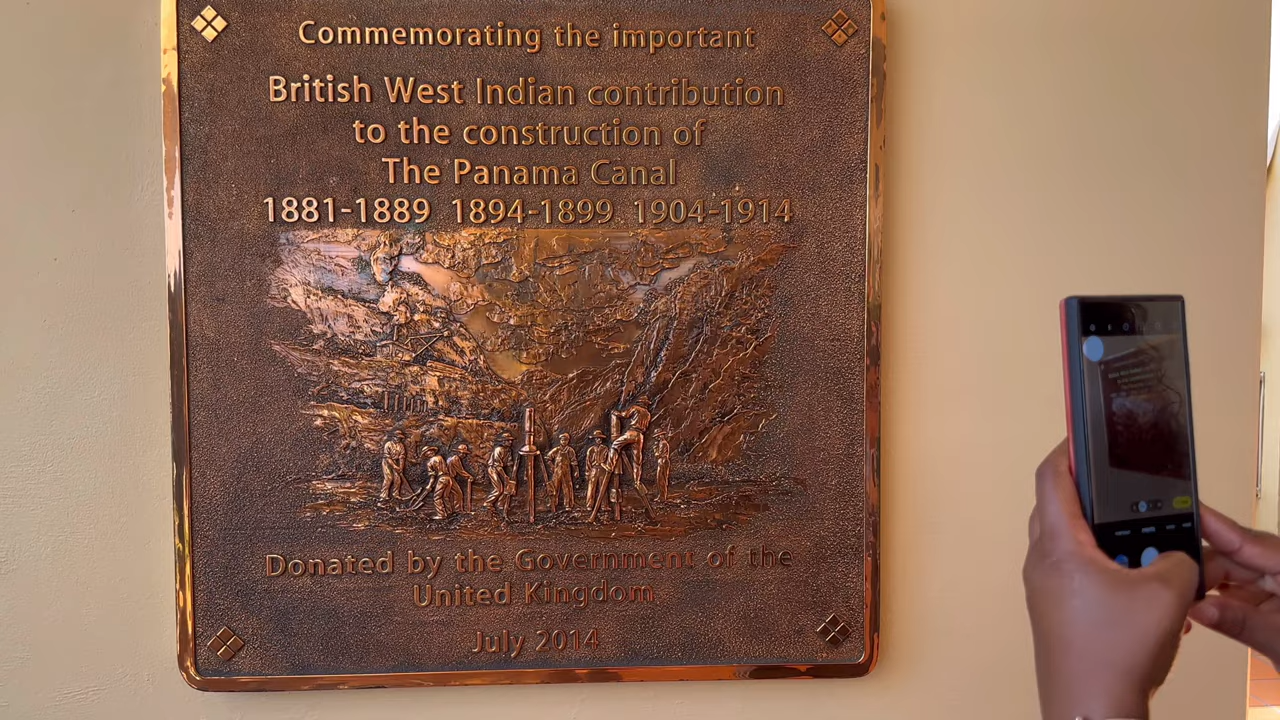 Commemorating the important
British West Indian contribution
to the construction of
The Panama Canal
1881-1889 1894-1899 1904-1914
Donated by the Government of the
United Kingdom
July 2014